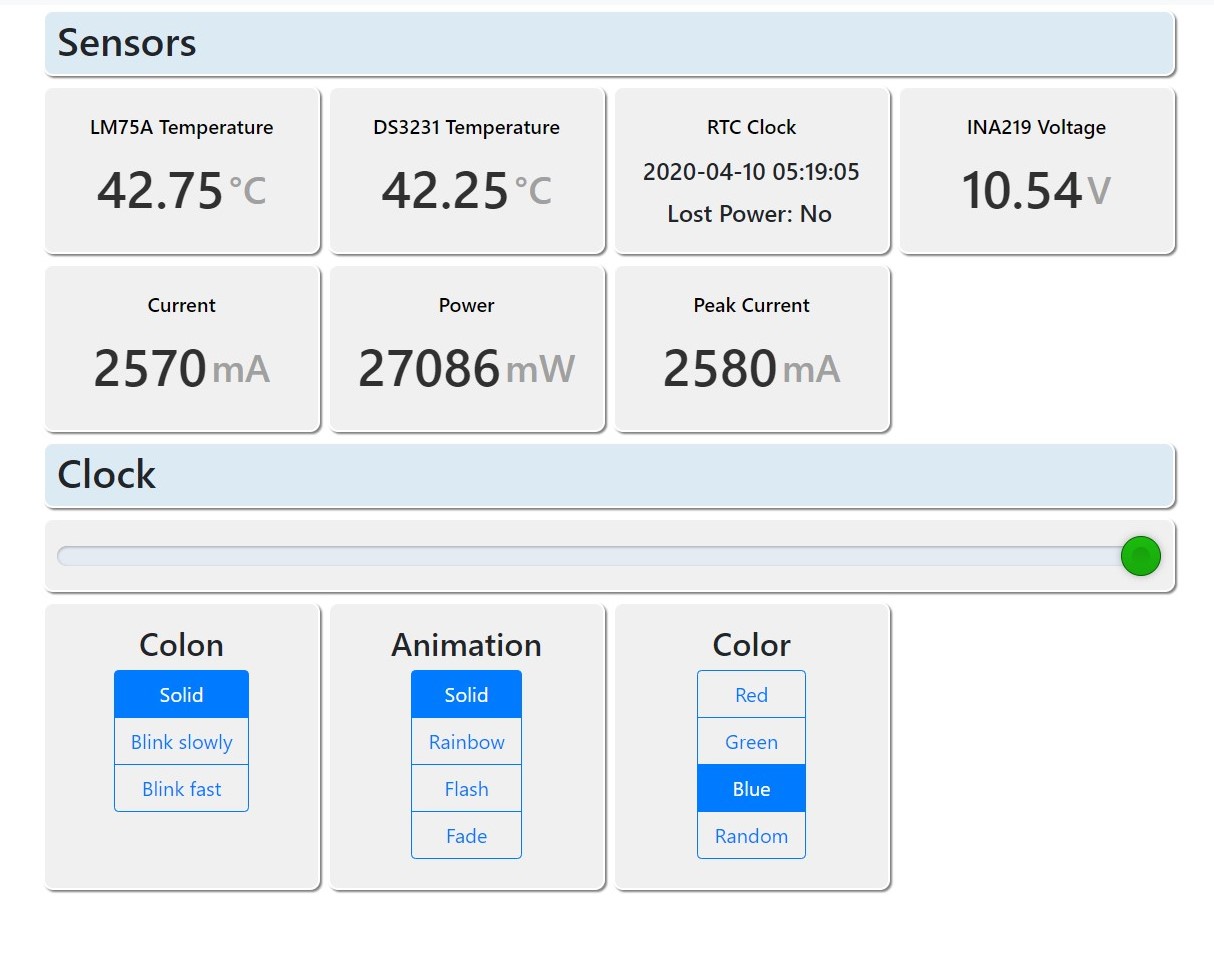 Sensors
LM75A Temperature
42.75 °C
DS3231 Temperature
42.25 °C
RTC Clock
2020-04-10 05:19:05
Lost Power: No
INA219 Voltage
10.54 V
Current
2570 mA
Power
27086 mW
Peak Current
2580 mA
Clock
Colon
Solid
Blink slowly
Blink fast
Animation
Solid
Rainbow
Flash
Fade
Color
Red
Green
Blue
Random